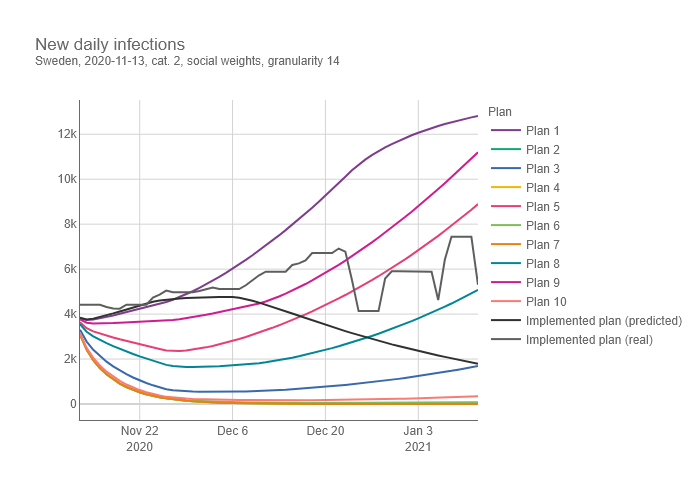 New daily infections
Sweden, 2020-11-13, cat. 2, social weights, granularity 14
12k
10k
8k
6k
4k
2k
0
Nov 22
2020
Dec 6
Dec 20
Jan 3
2021
Plan
Plan 1
Plan 2
Plan 3
Plan 4
Plan 5
Plan 6
Plan 7
Plan 8
Plan 9
Plan 10
Implemented plan (predicted)
Implemented plan (real)